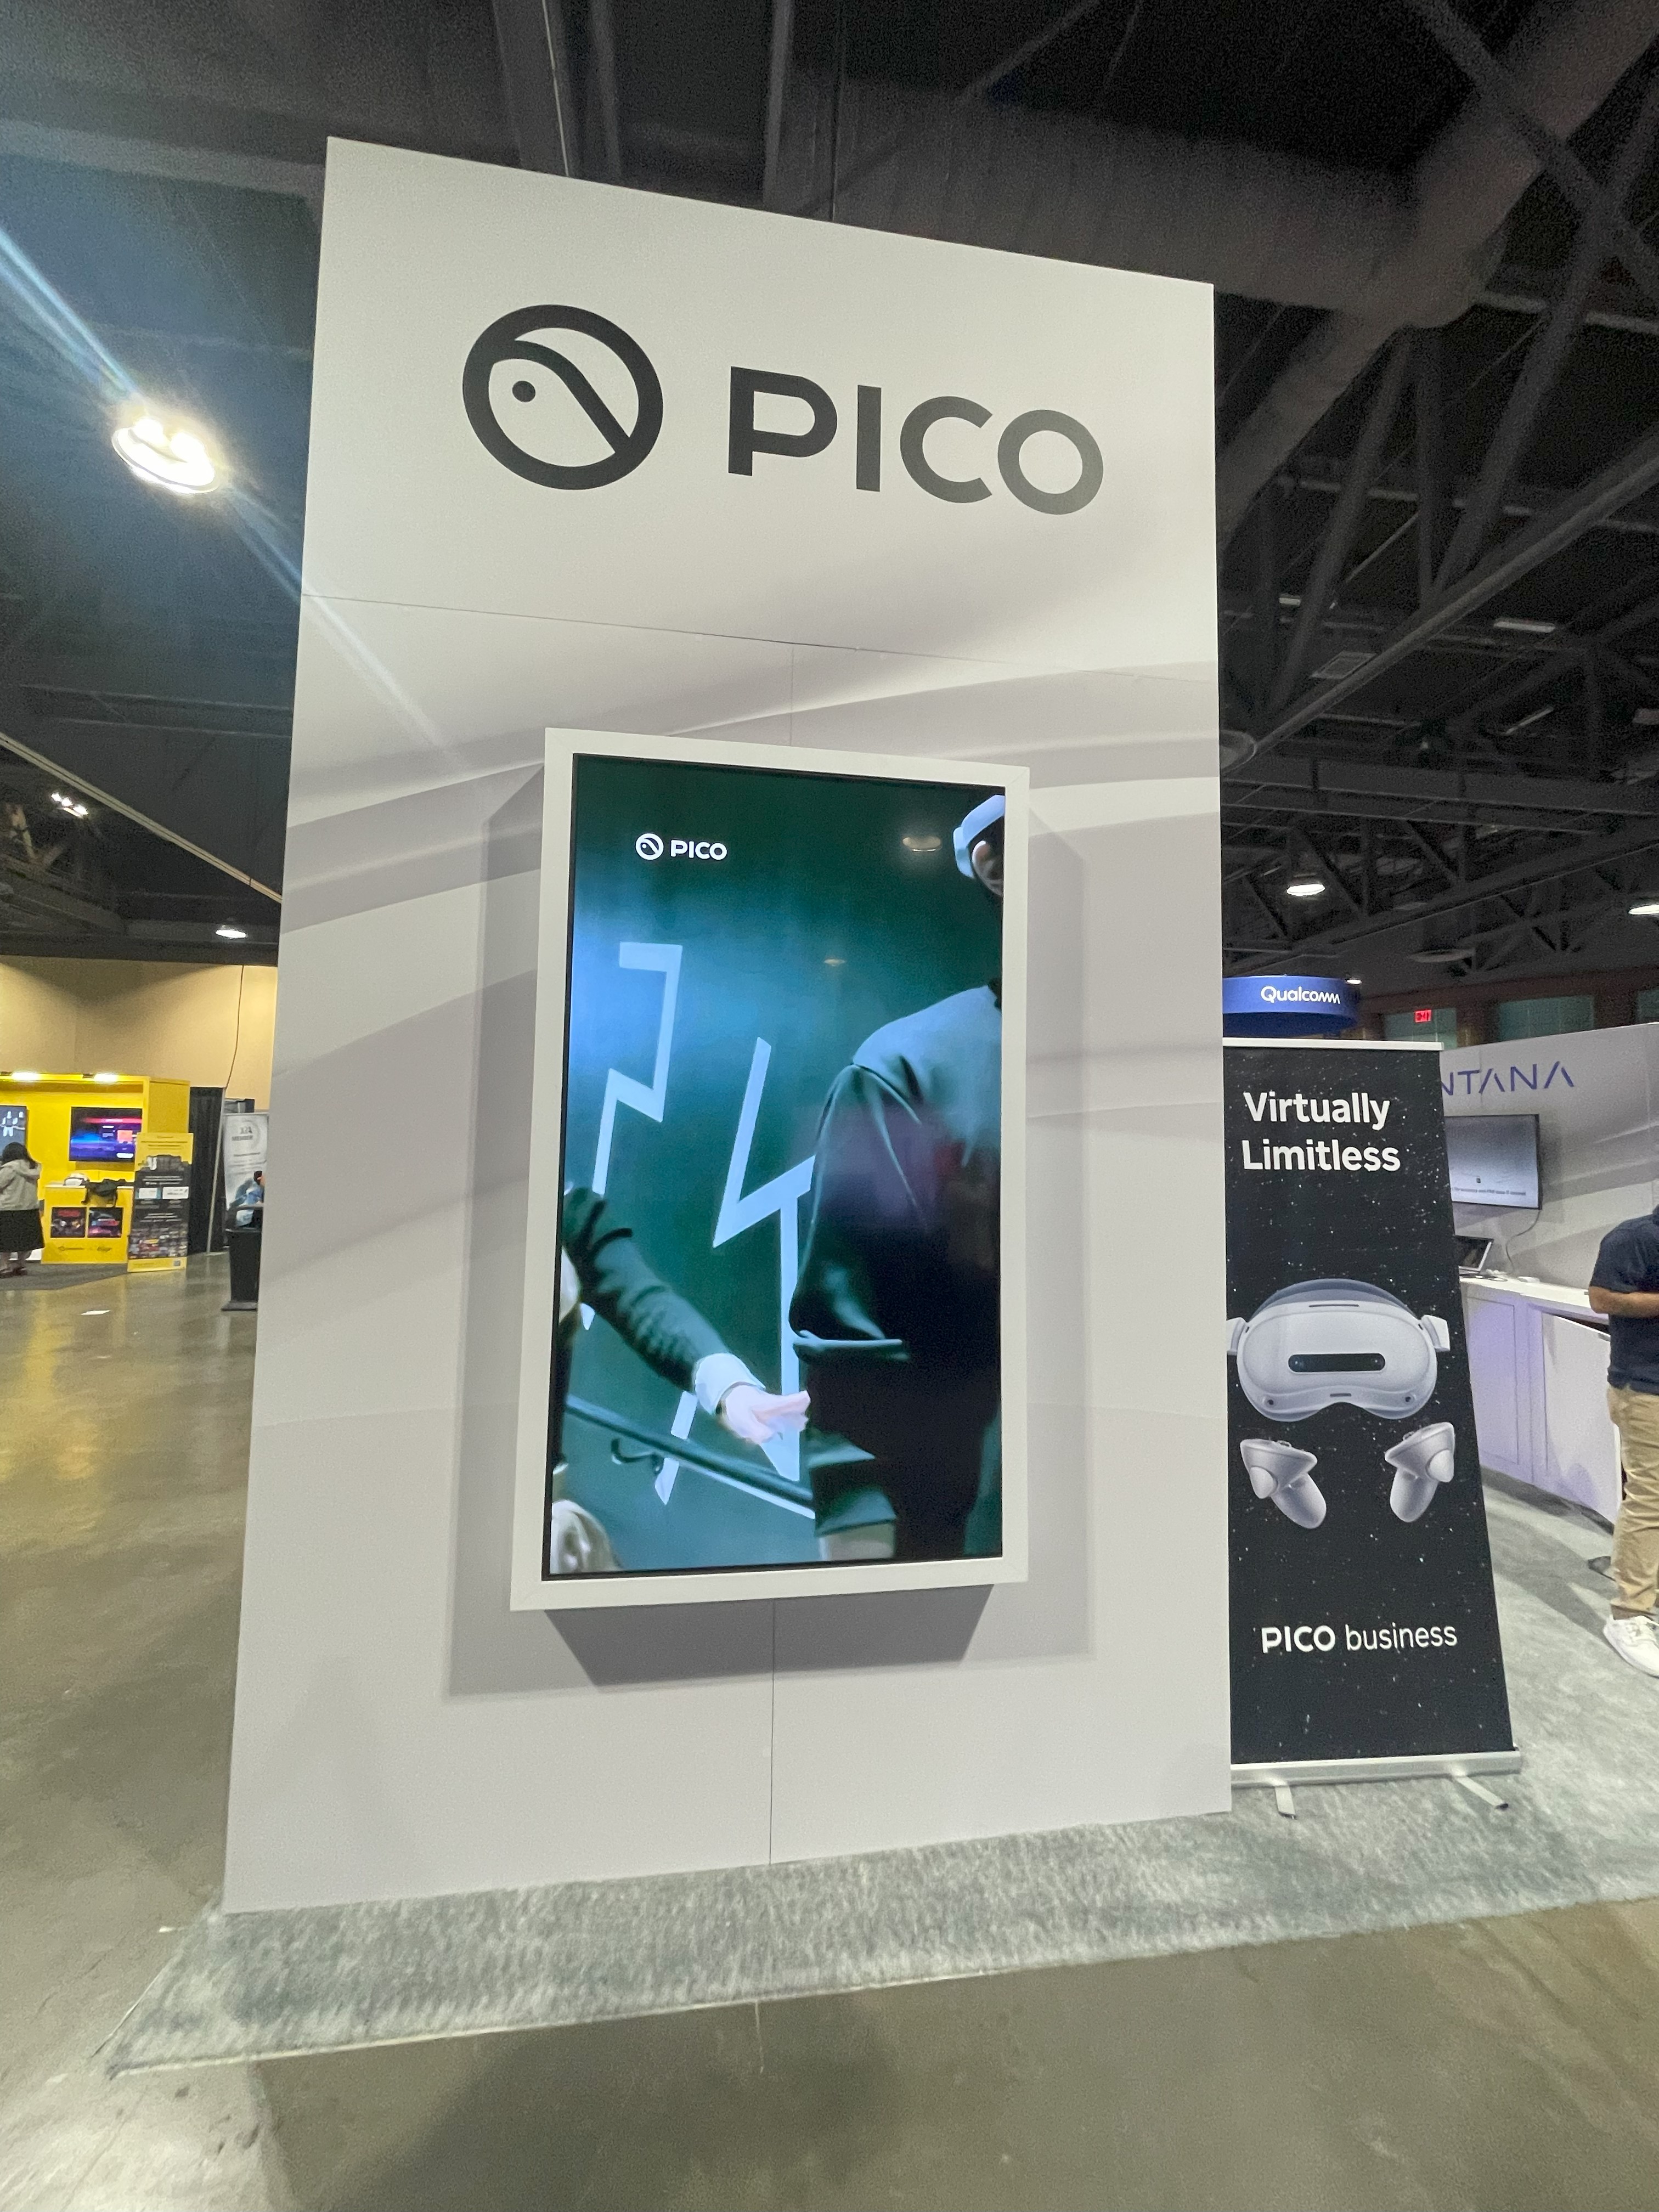 PICO
PICO
Qualcomm
NTANA
Virtually
Limitless
PICO business